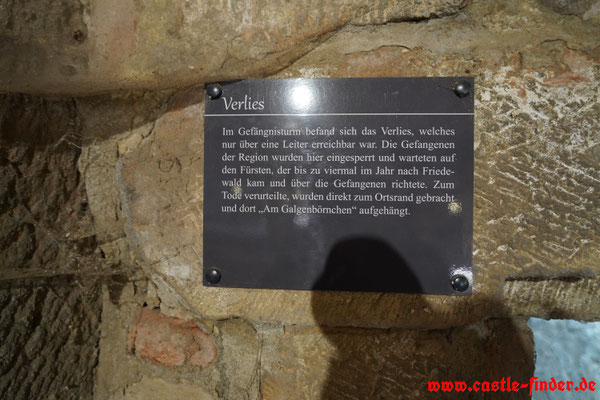 Verlies
Im Gefängnisturm befand sich das Verlies, welches
nur über eine Leiter erreichbar war. Die Gefangenen
der Region wurden hier eingesperrt und warteten auf
den Fürsten, der bis zu viermal im Jahr nach Friede-
wald kam und über die Gefangenen richtete. Zum
Tode verurteilte, wurden direkt zum Ortsrand gebracht
und dort „Am Galgenbörnchen“ aufgehängt.
www.castle-finder.de